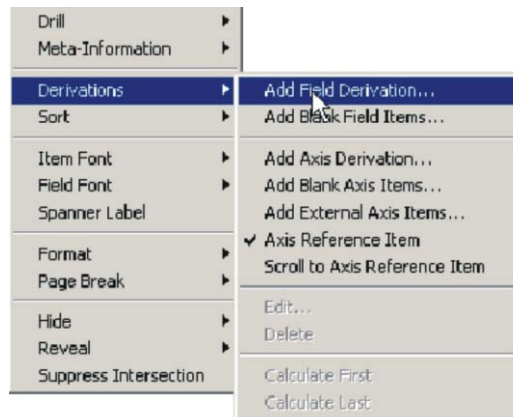 Drill
Meta-Information
Derivations
Sort
Item Font
Field Font
Spanner Label
Format
Page Break
Hide
Reveal
Suppress Intersection
Add Field Derivation...
Add Blank Field Items...
Add Axis Derivation...
Add Blank Axis Items...
Add External Axis Items...
Axis Reference Item
Scroll to Axis Reference Item
Edit...
Delete
Calculate First
Calculate Last